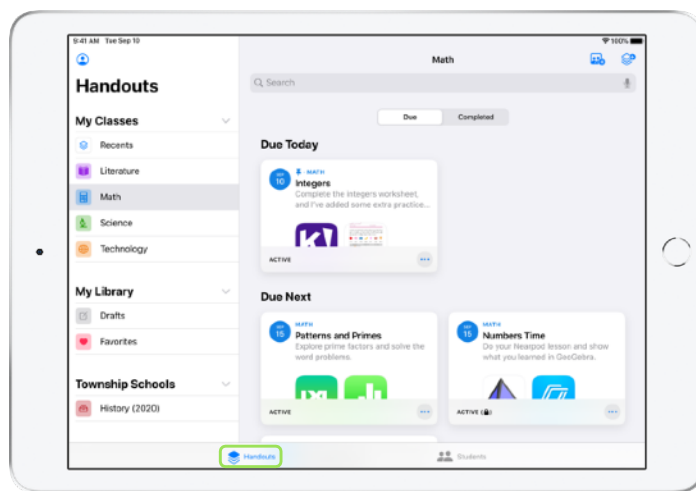 9:41 AM Tue Sep 10
100%
Handouts
My Classes
Recents
Literature
Math
Science
Technology
My Library
Drafts
Favorites
Township Schools
History (2020)
Math
Search
Due
Completed
Due Today
SEP
10
MATH
Integers
Complete the integers worksheet,
and I've added some extra practice...
K!
ACTIVE
Due Next
SEP
15
MATH
Patterns and Primes
Explore prime factors and solve the
word problems.
ACTIVE
SEP
15
MATH
Numbers Time
Do your Nearpod lesson and show
what you learned in GeoGebra.
ACTIVE
Handouts
Students